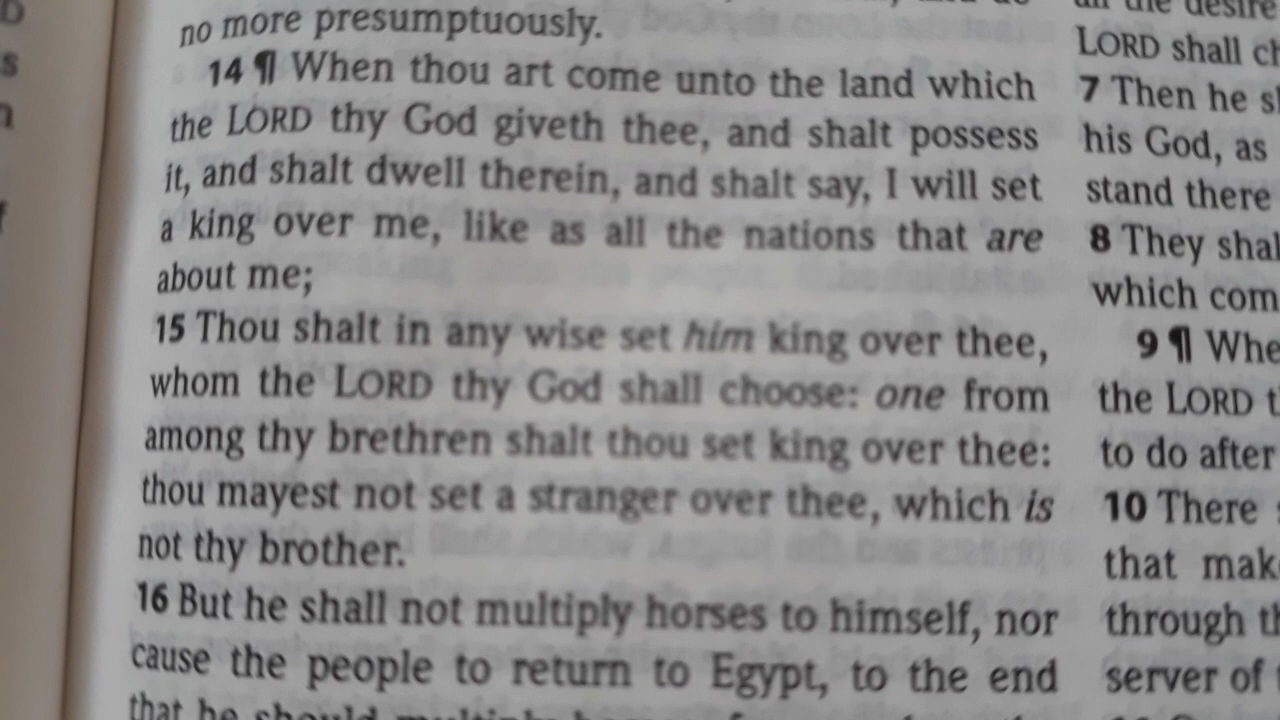 no more presumptuously.
14 ¶ When thou art come unto the land which
the LORD thy God giveth thee, and shalt possess
it, and shalt dwell therein, and shalt say, I will set
a king over me, like as all the nations that are
about me;
15 Thou shalt in any wise set him king over thee,
whom the LORD thy God shall choose: one from
among thy brethren shalt thou set king over thee:
thou mayest not set a stranger over thee, which is
not thy brother.
16 But he shall not multiply horses to himself, nor
cause the people to return to Egypt, to the end
that he should multiply
desire
LORD shall
7 Then he
his God, as
stand there
8 They
which
9 ¶
the LORD
to do after
10 There
that
through
server of